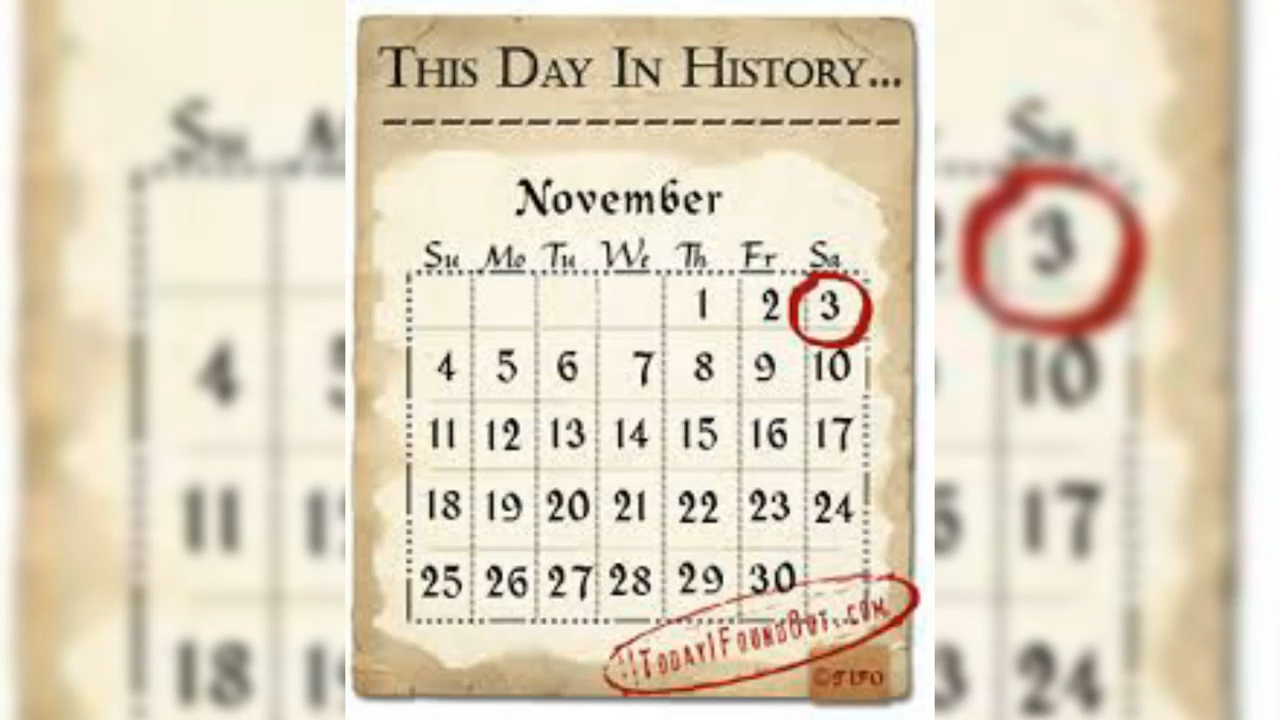 This Day In History...
November
Su Mo Tu We Th Fr Sa
1 2 3
4 5 6 7 8 9 10
11 12 13 14 15 16 17
18 19 20 21 22 23 24
25 26 27 28 29 30
TodayIFoundOut.com
©TIFO